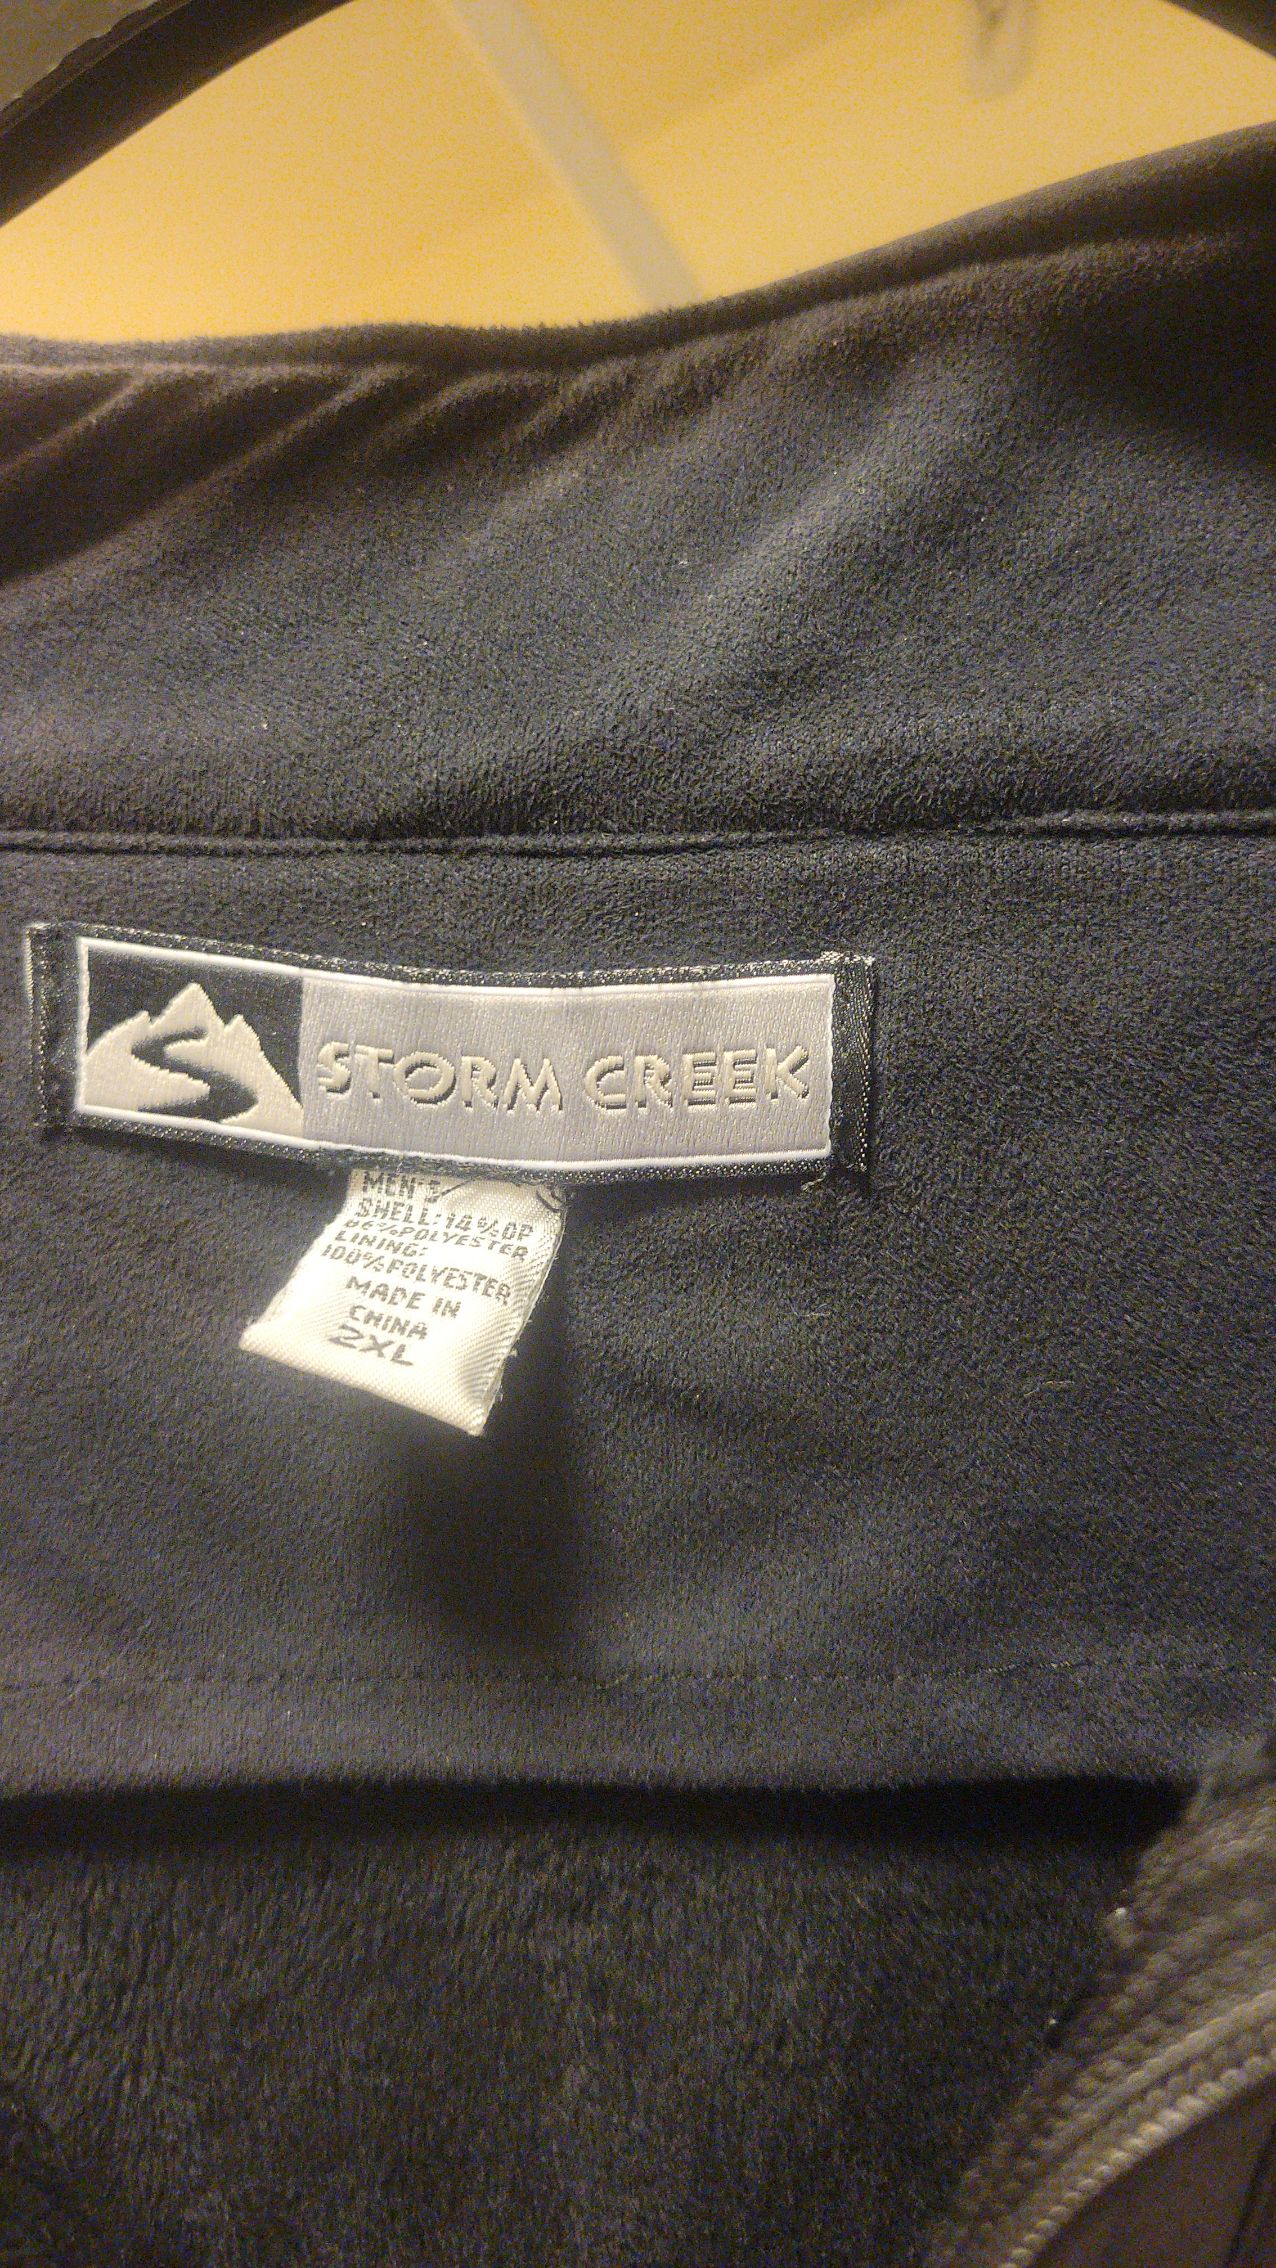 STORM CREEK
MEN'S
SHELL: 14% OP
86% POLYESTER
LINING:
100% POLYESTER
MADE IN
CHINA
2XL